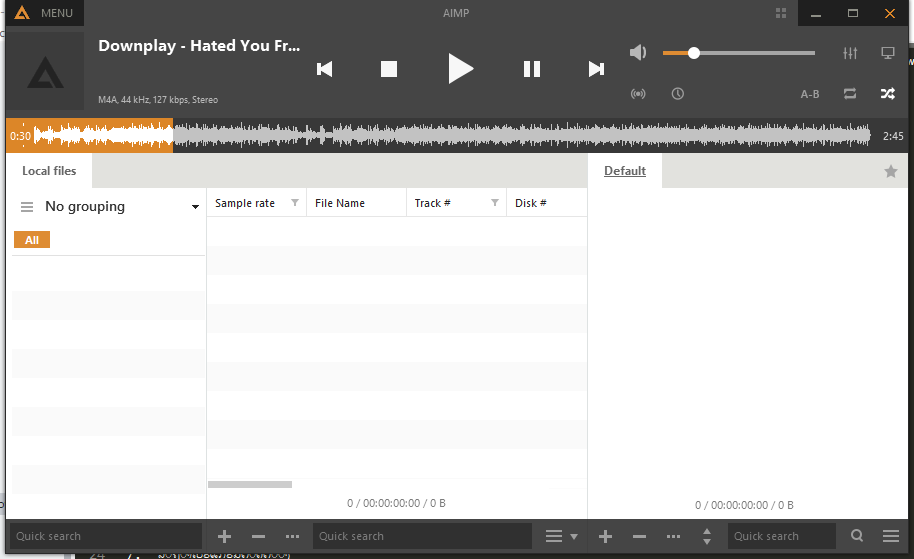 MENU
AIMP
Downplay - Hated You Fr...
M4A, 44 kHz, 127 kbps, Stereo
A-B
0:30
2:45
Local files
Default
No grouping
Sample rate
File Name
Track #
Disk #
All
0 / 00:00:00:00 / 0 B
0 / 00:00:00:00 / 0 B
Quick search
Quick search
Quick search
24